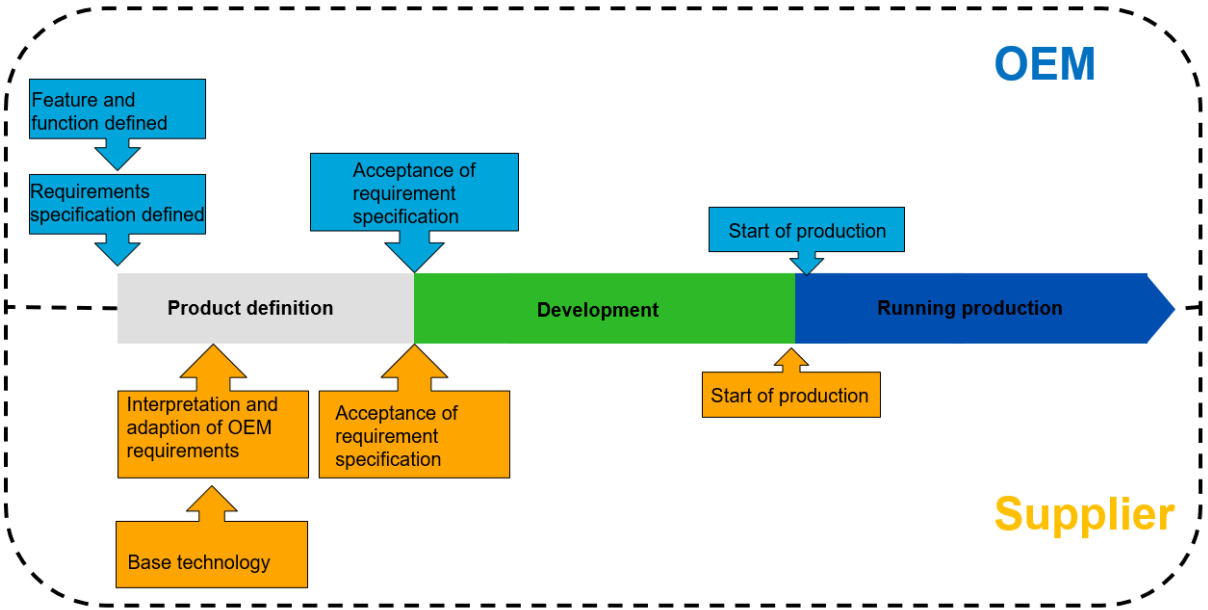 OEM
Feature and
function defined
Requirements
specification defined
Acceptance of
requirement
specification
Start of production
Product definition
Development
Running production
Interpretation and
adaption of OEM
requirements
Acceptance of
requirement
specification
Start of production
Base technology
Supplier